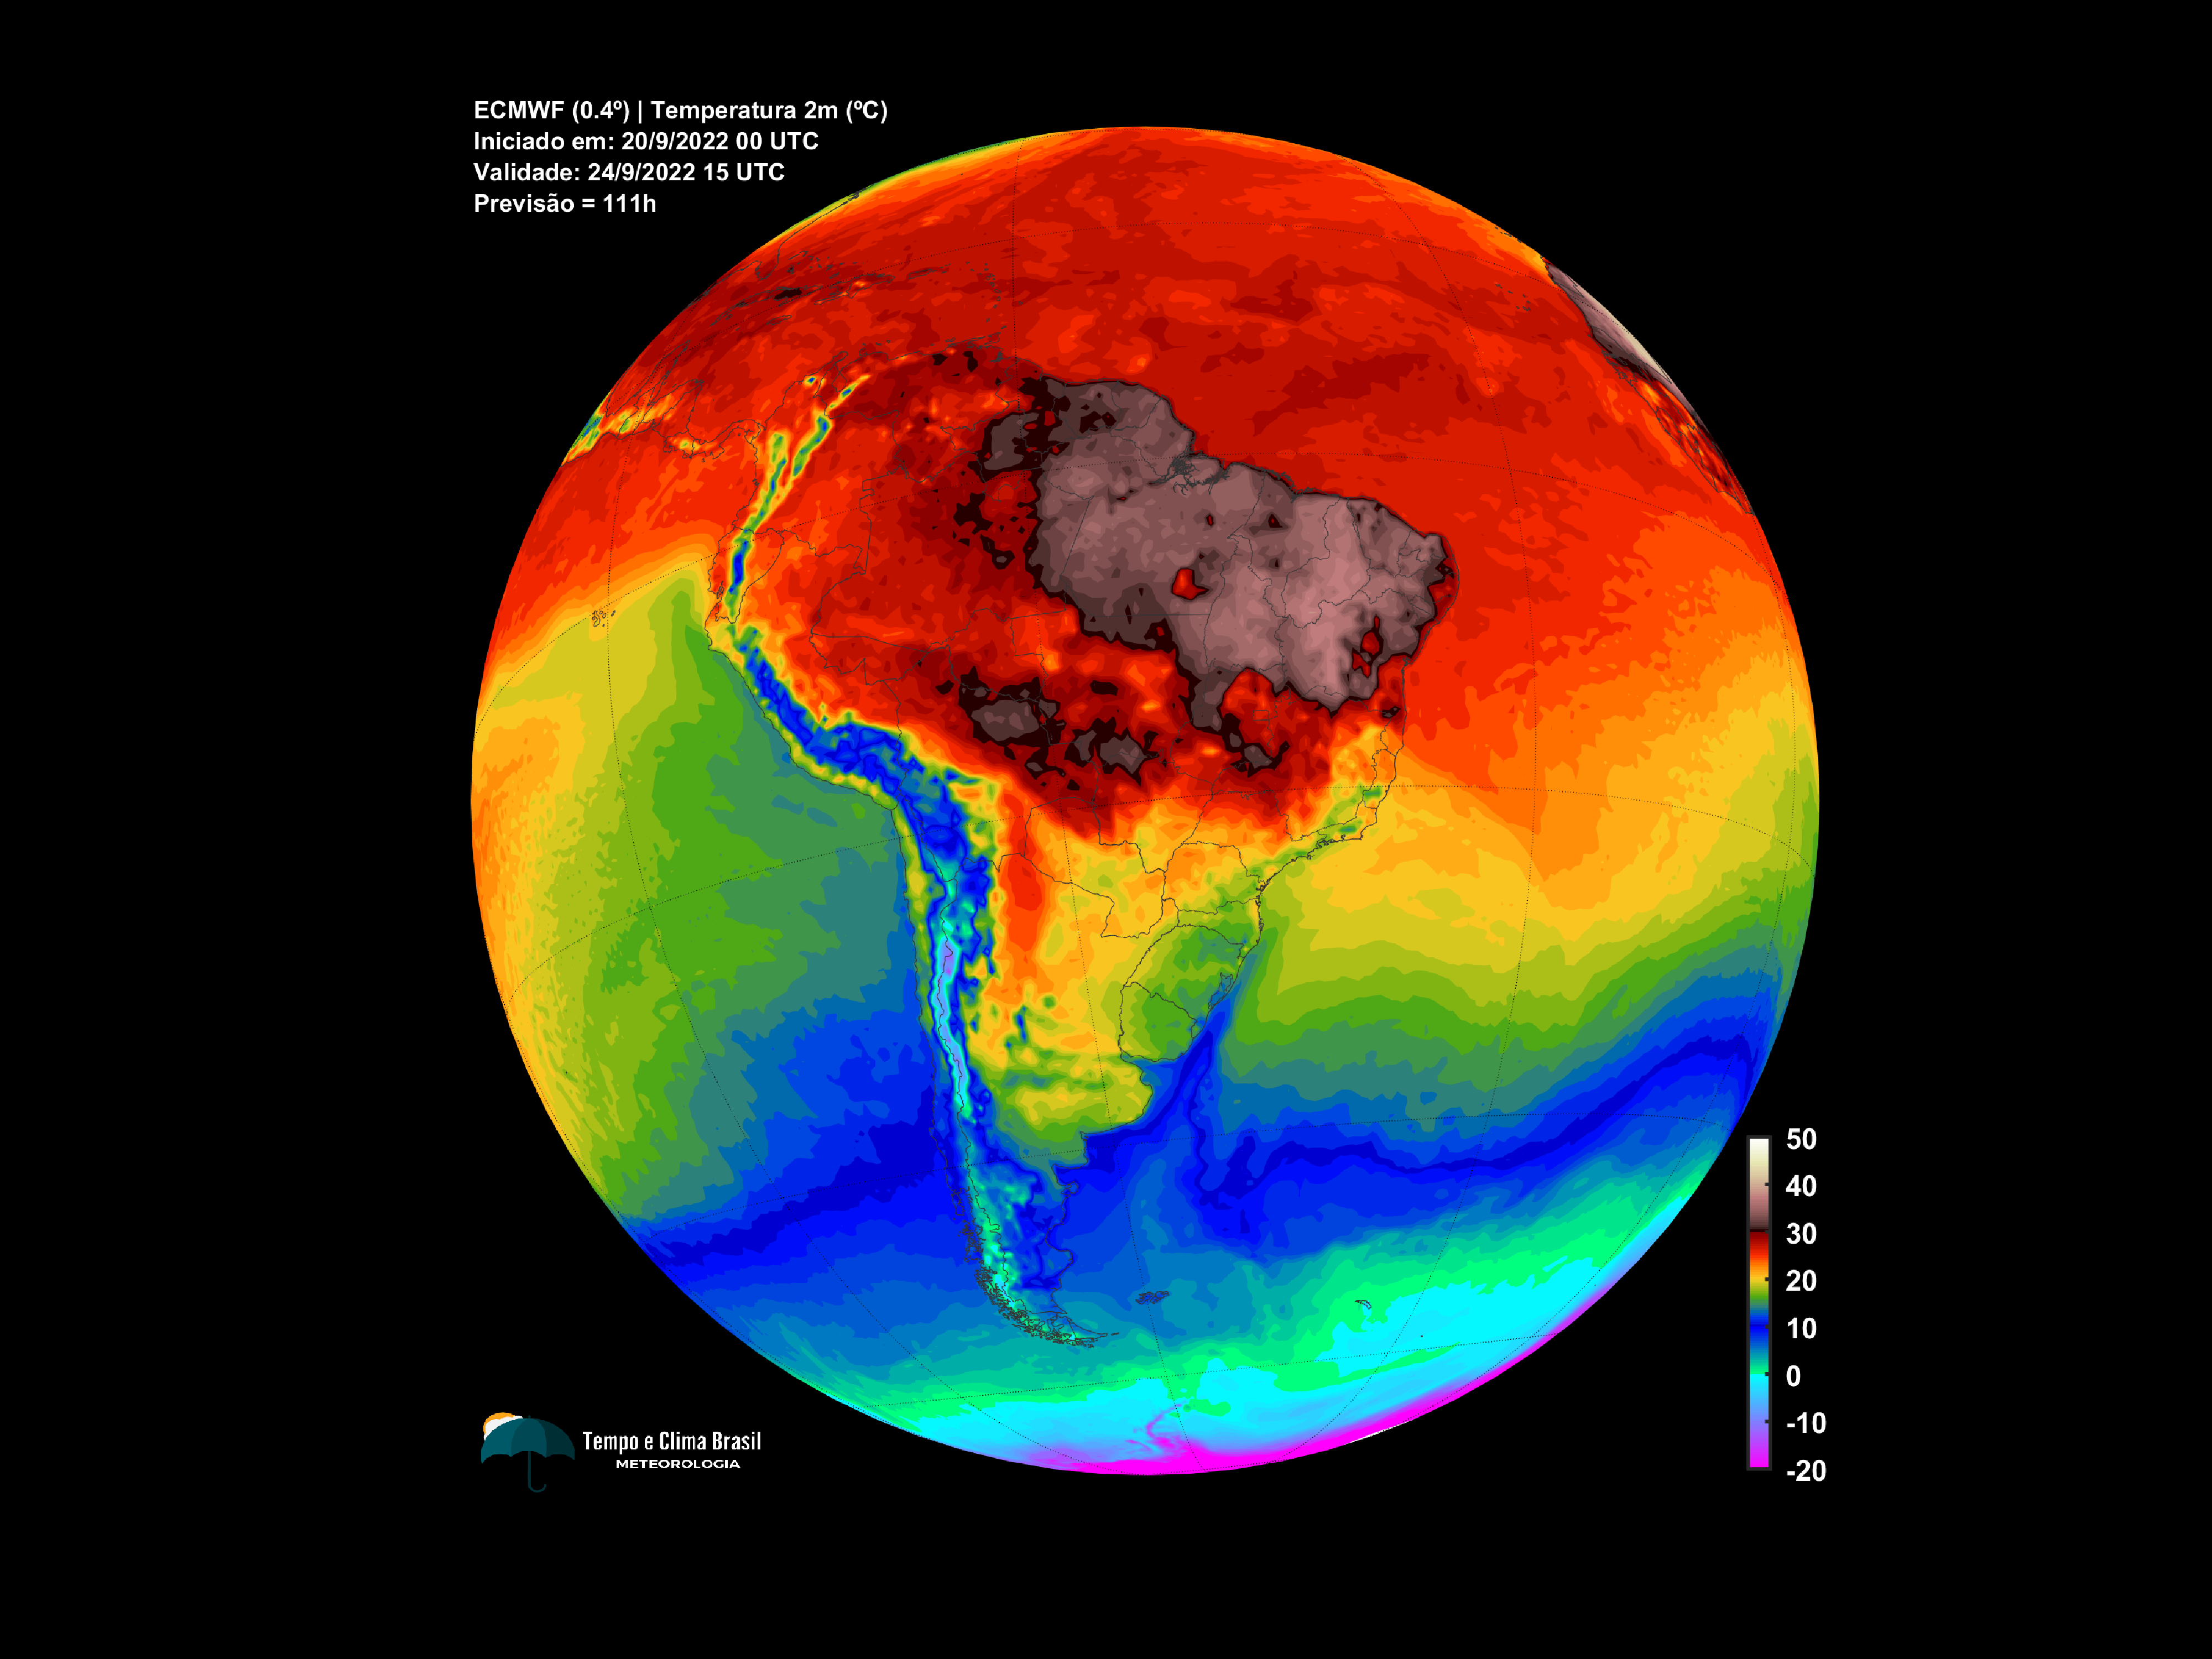 ECMWF (0.4º) | Temperatura 2m (ºC)
Iniciado em: 20/9/2022 00 UTC
Validade: 24/9/2022 15 UTC
Previsão = 111h
50
40
30
20
10
0
-10
-20
Tempo e Clima Brasil
METEOROLOGIA